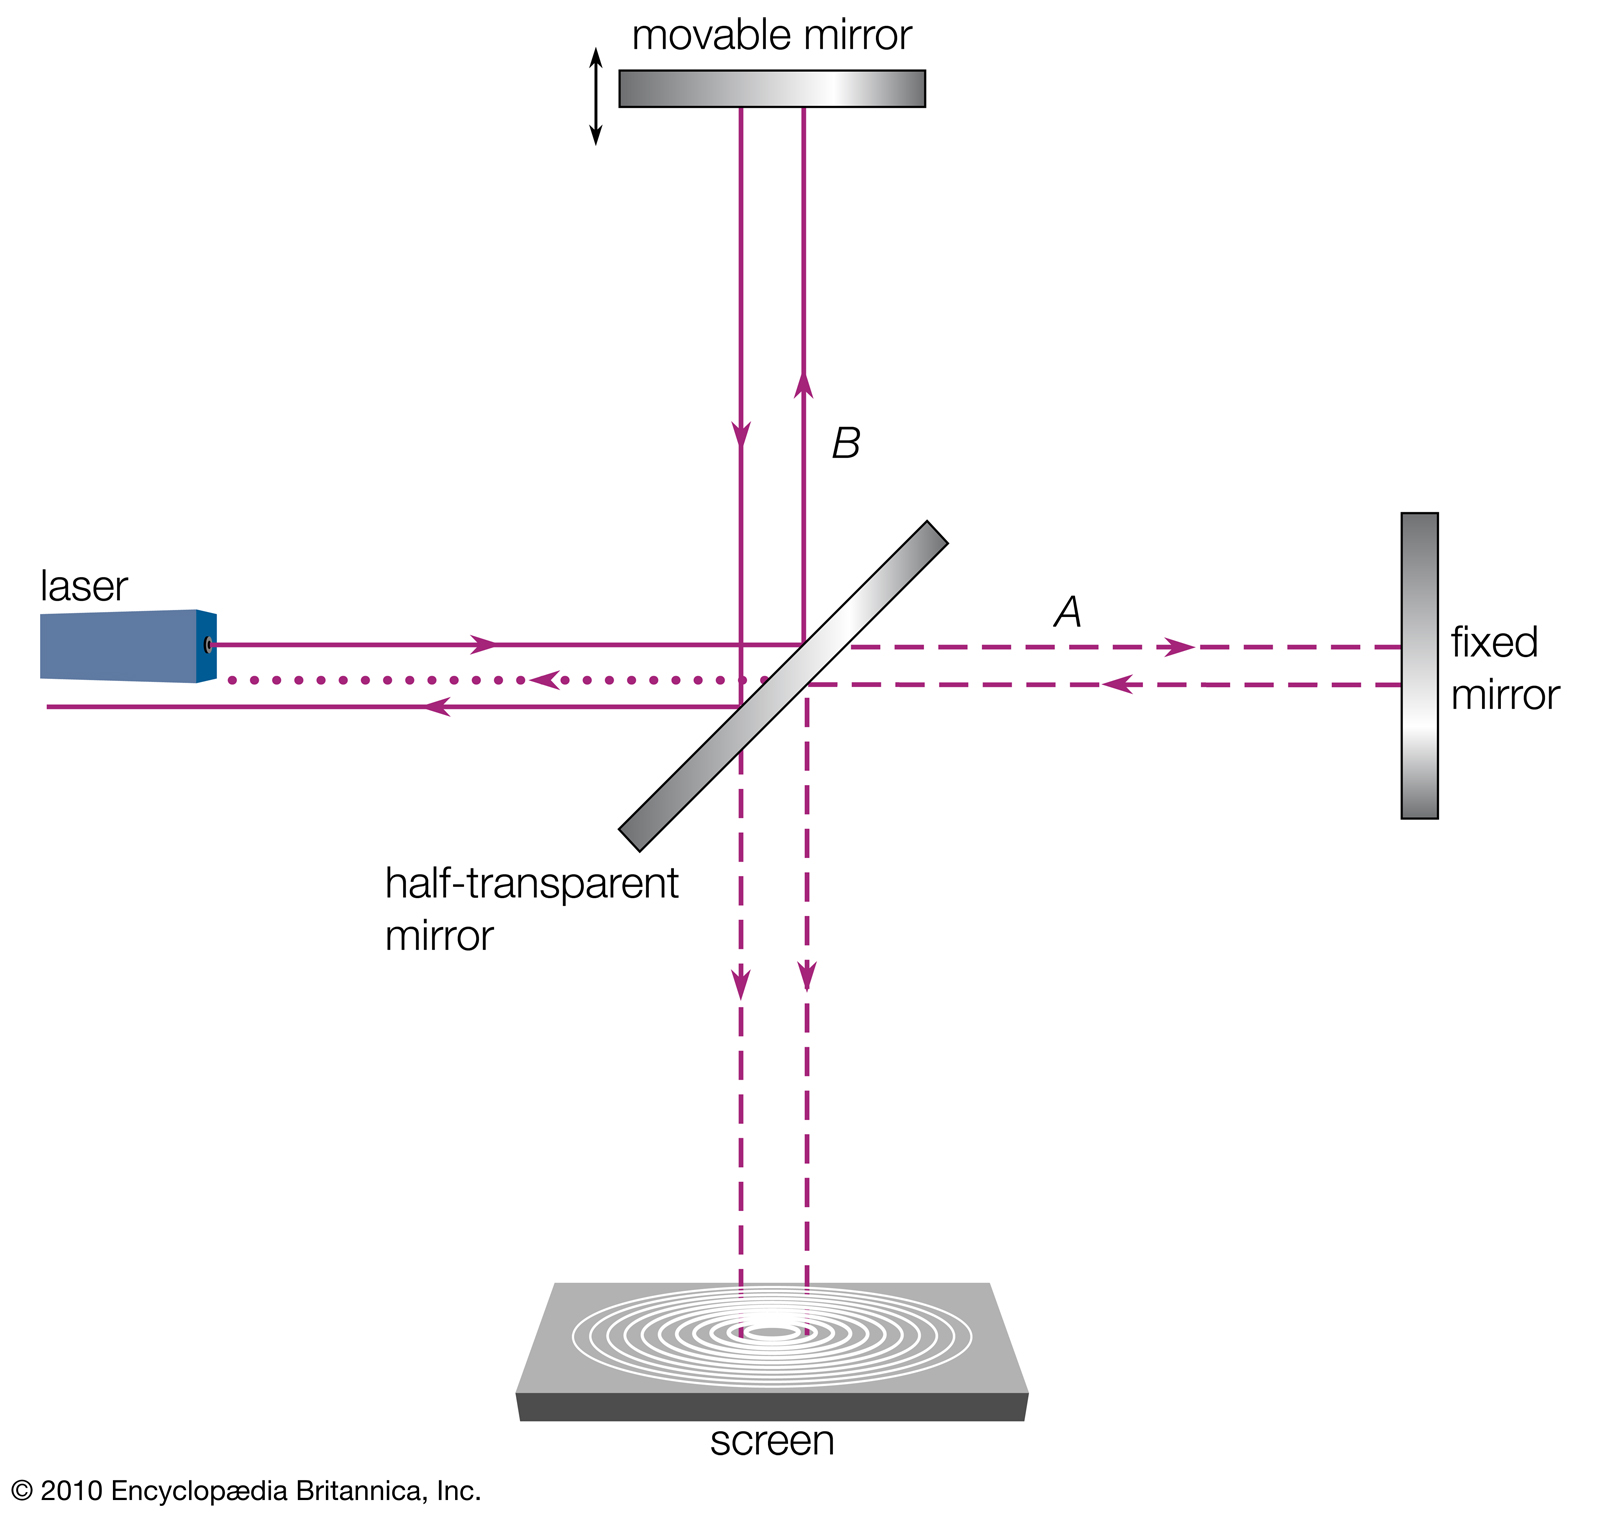 movable mirror
B
laser
A
fixed
mirror
half-transparent
mirror
screen
© 2010 Encyclopædia Britannica, Inc.